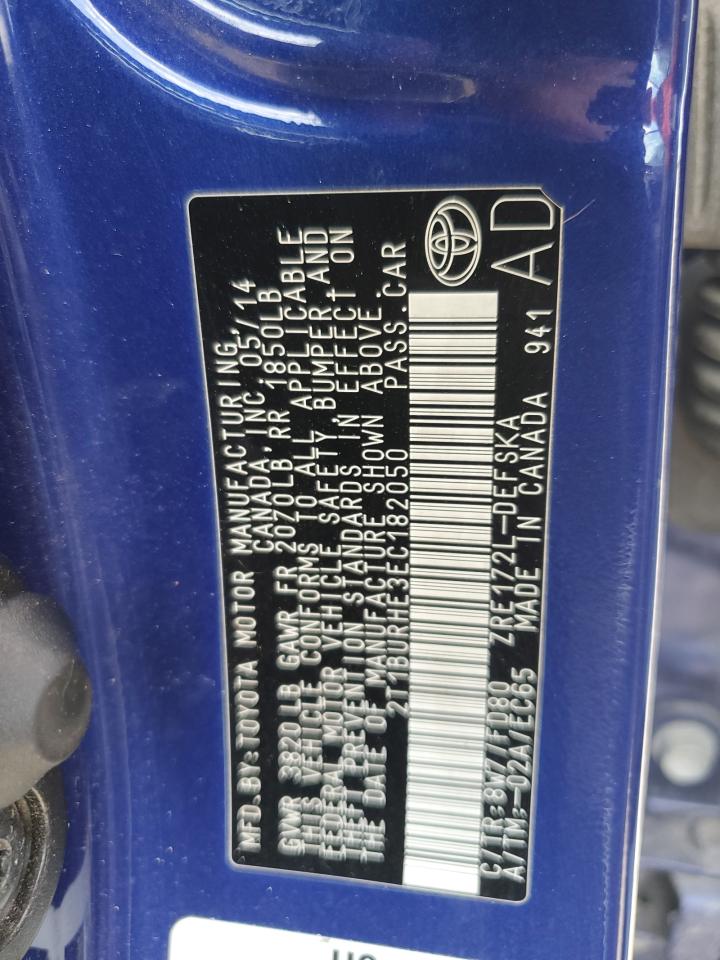 MFD. BY: TOYOTA MOTOR MANUFACTURING,
CANADA, INC. 05/14
GVWR 3820LB GAWR FR 2070LB RR 1850LB
THIS VEHICLE CONFORMS TO ALL APPLICABLE
FEDERAL MOTOR VEHICLE SAFETY, BUMPER, AND
THEFT PREVENTION STANDARDS IN EFFECT ON
THE DATE OF MANUFACTURE SHOWN ABOVE.
2T1BURHE3EC182050 PASS.CAR
C/TR: 8W7/FD80 ZRE172L-DEFSKA
A/TM: -02A/EC65 MADE IN CANADA 941
AD